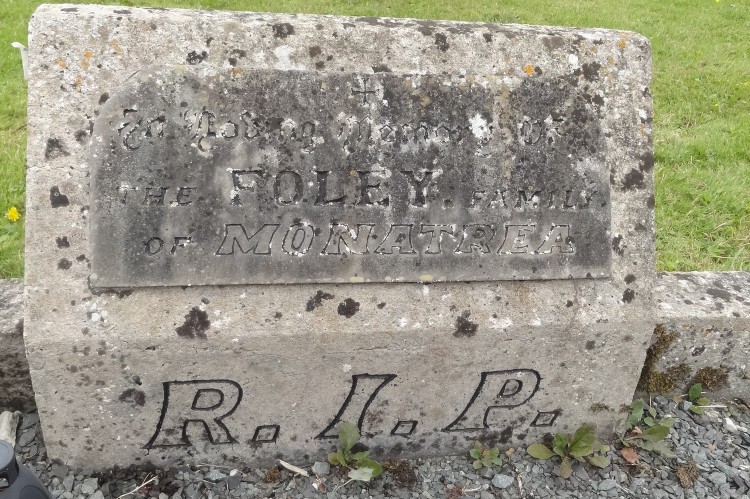 In Loving Memory Of
THE FOLEY FAMILY
OF MONATREA
R.I.P.